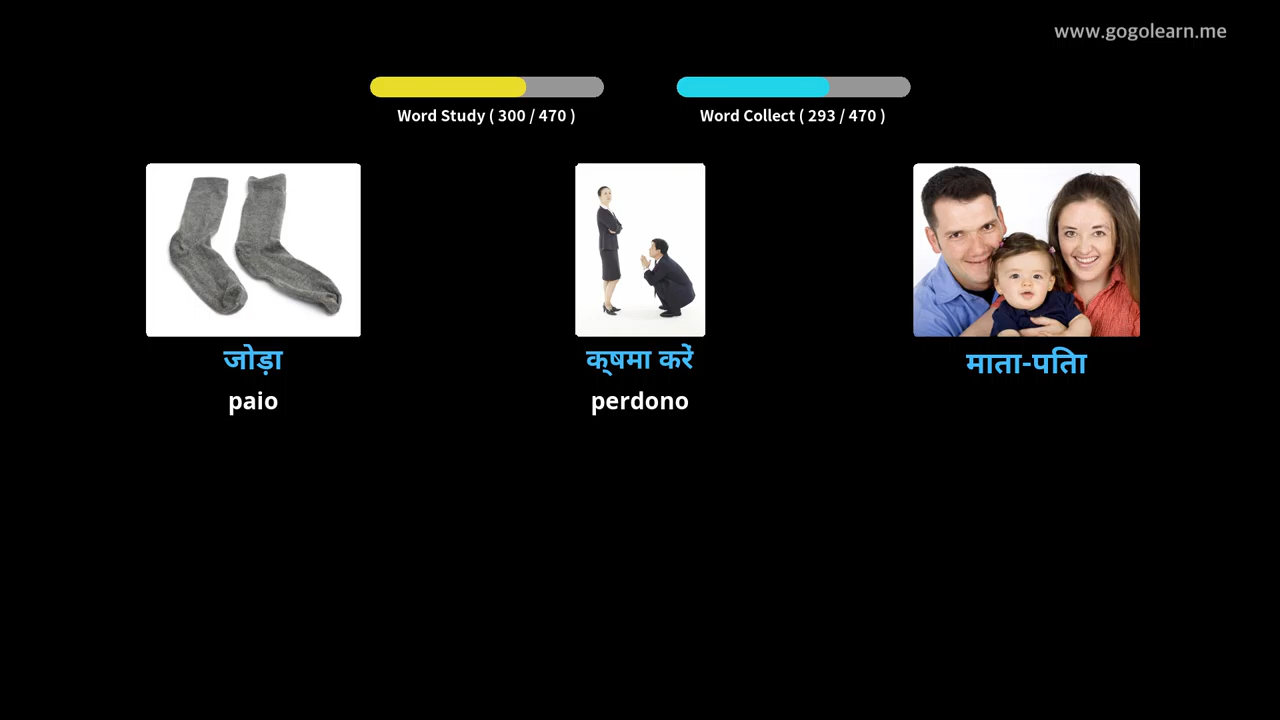 www.gogolearn.me
Word Study ( 300 / 470 )
Word Collect ( 293 / 470 )
जोड़ा
क्षमा करें
माता-पिता
paio
perdono